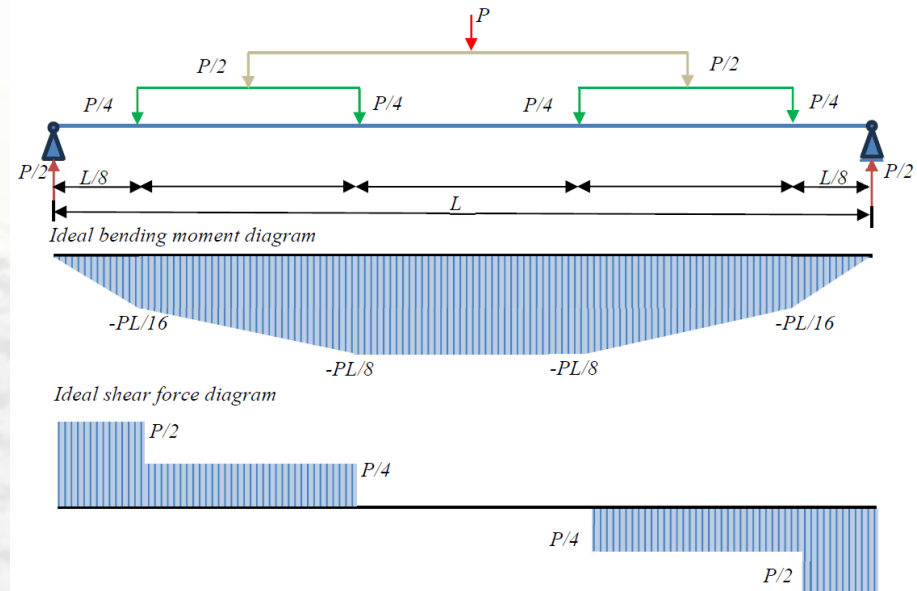 P
P/2
P/2
P/4
P/4
P/4
P/4
P/2
L/8
L/8
P/2
L
Ideal bending moment diagram
-PL/16
-PL/16
-PL/8
-PL/8
Ideal shear force diagram
P/2
P/4
P/4
P/2